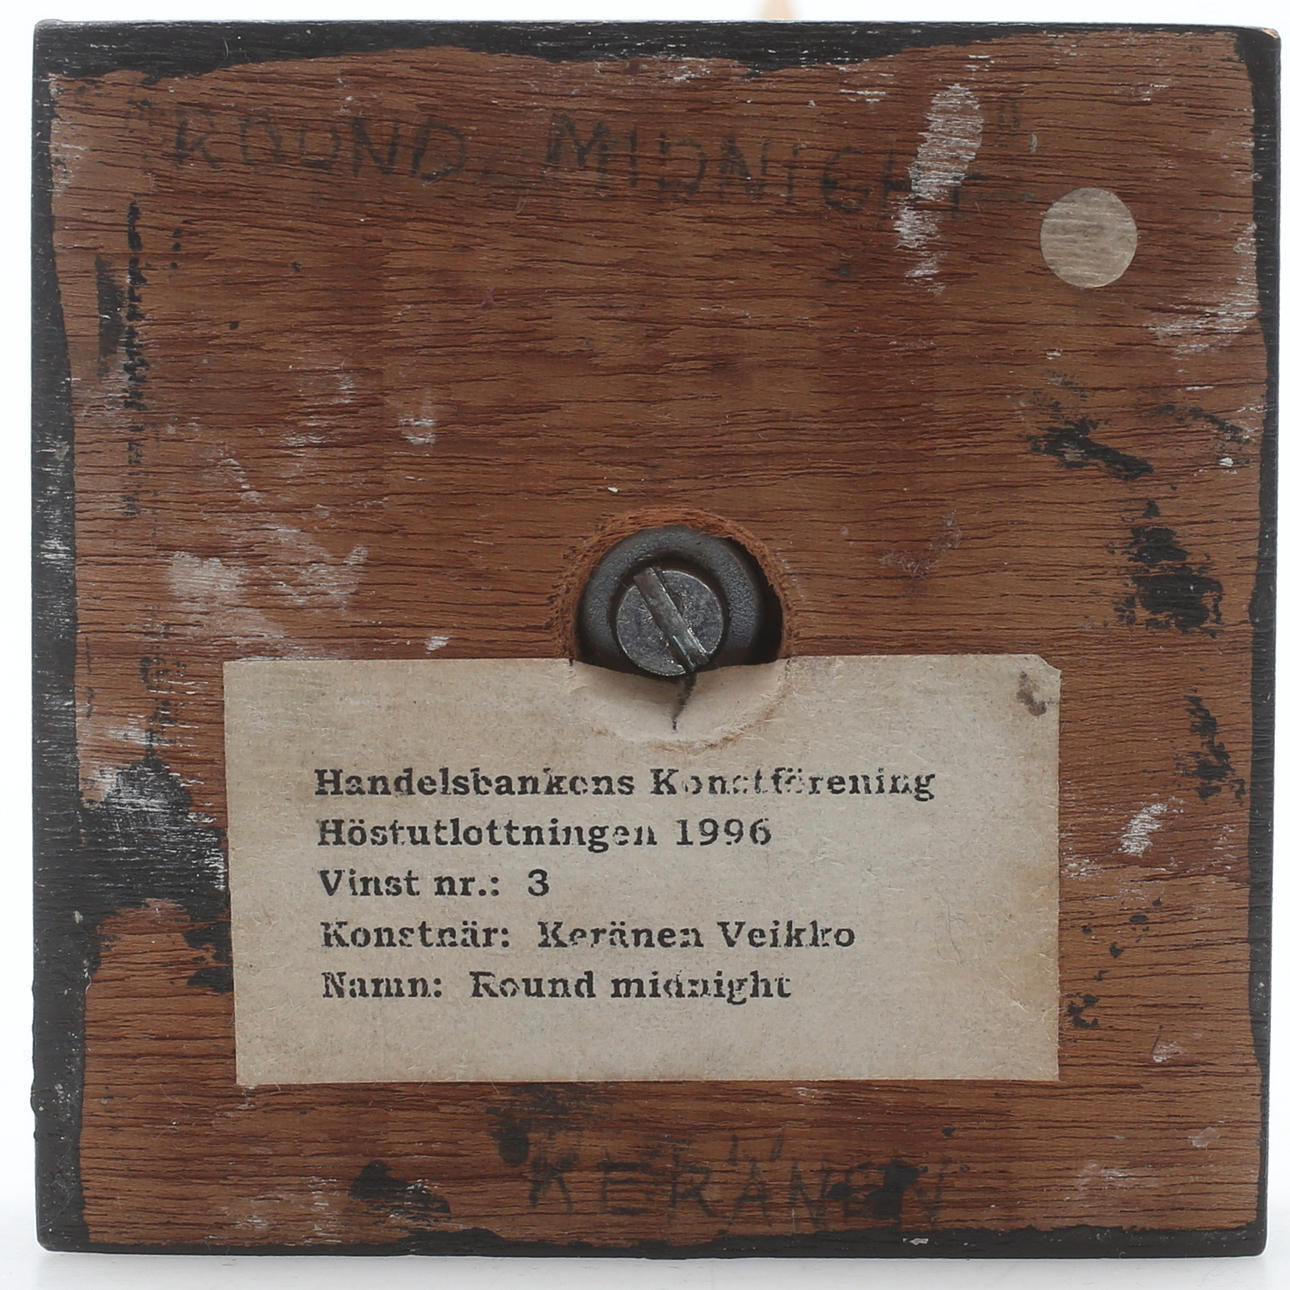 "ROUND MIDNIGHT"
Handelsbankens Konstförening
Höstutlottningen 1996
Vinst nr.: 3
Konstnär: Keränen Veikko
Namn: Round midnight
KERÄNEN